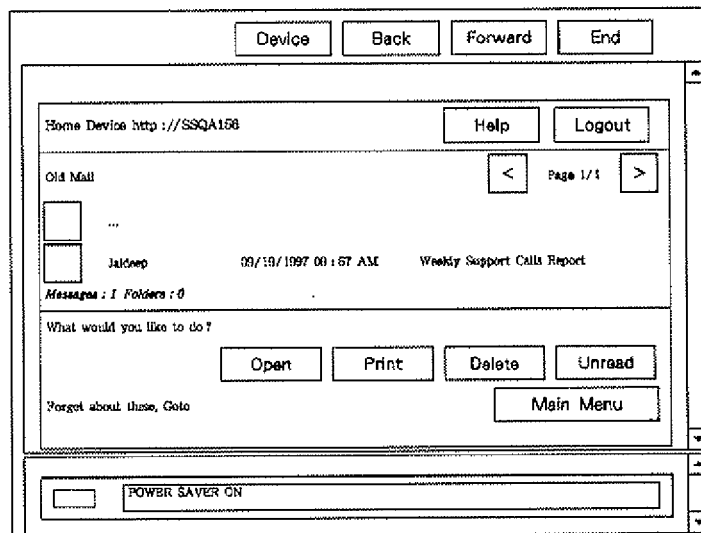 Device Back Forward End
Home Device http://SSQA156 Help Logout
Old Mail < Page 1/1 >
...
Jaideep 09/19/1997 09:57 AM Weekly Support Calls Report
Messages : 1 Folders : 0
What would you like to do?
Open Print Delete Unread
Forget about these, Goto Main Menu
POWER SAVER ON